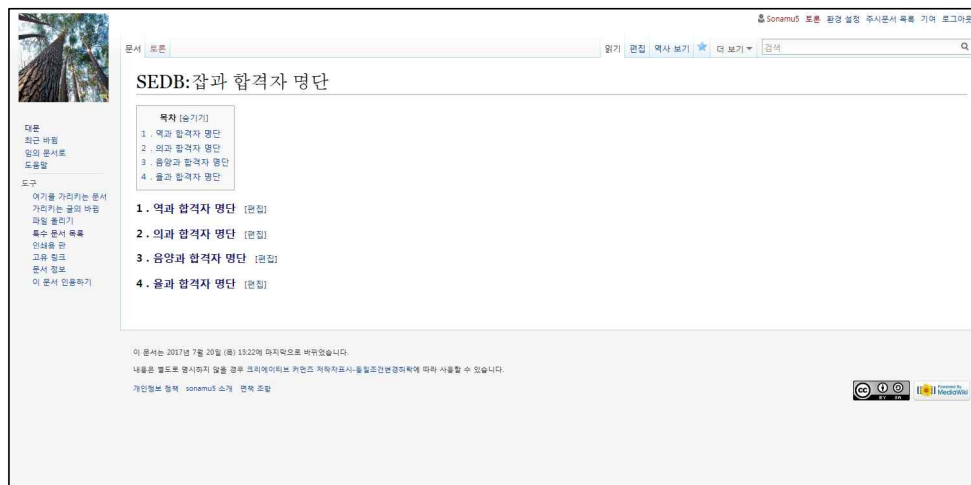 Sonamu5 토론 환경 설정 주시문서 목록 기여 로그아웃
문서 토론 읽기 편집 역사 보기 더 보기 검색
SEDB:잡과 합격자 명단
목차 [숨기기]
1 . 역과 합격자 명단
2 . 의과 합격자 명단
3 . 음양과 합격자 명단
4 . 율과 합격자 명단
대문
최근 바뀜
임의 문서로
도움말
도구
여기를 가리키는 문서
가리키는 글의 바뀜
파일 올리기
특수 문서 목록
인쇄용 판
고유 링크
문서 정보
이 문서 인용하기
1 . 역과 합격자 명단 [편집]
2 . 의과 합격자 명단 [편집]
3 . 음양과 합격자 명단 [편집]
4 . 율과 합격자 명단 [편집]
이 문서는 2017년 7월 20일 (목) 13:22에 마지막으로 바뀌었습니다.
내용은 별도로 명시하지 않을 경우 크리에이티브 커먼즈 저작자표시-동일조건변경허락에 따라 사용할 수 있습니다.
개인정보 정책 sonamu5 소개 면책 조항
cc BY SA
Powered By MediaWiki